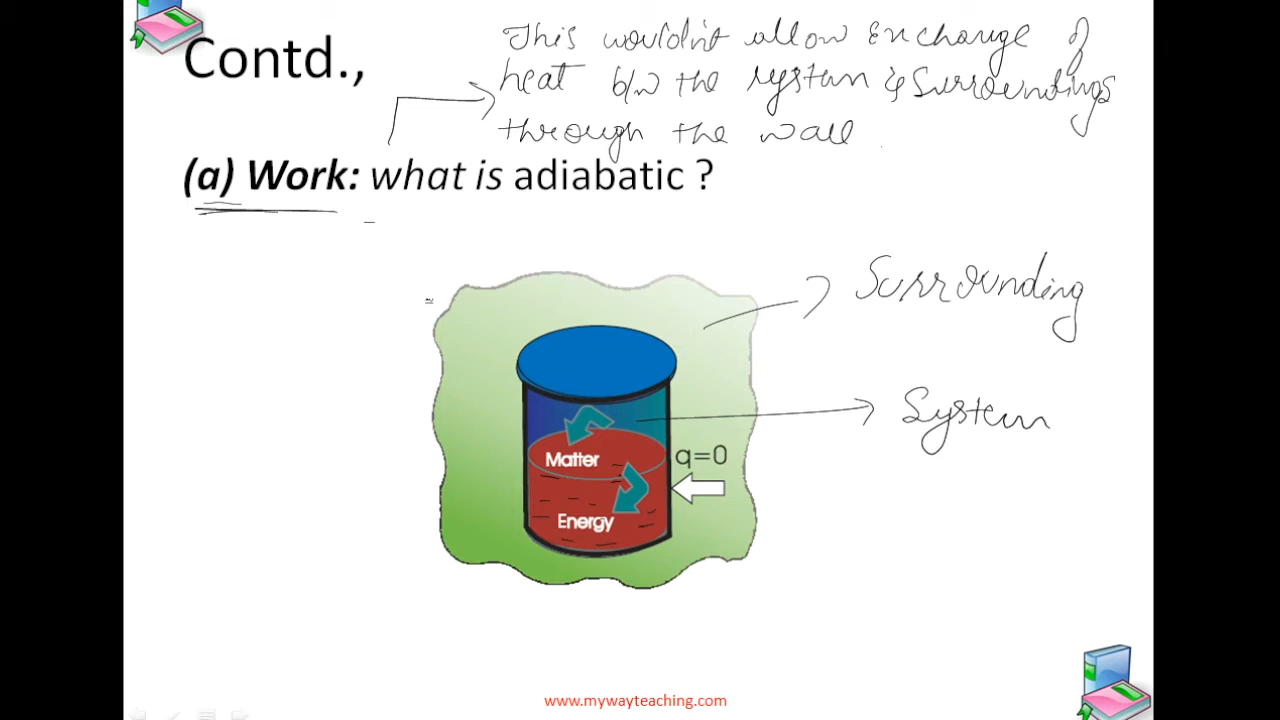 Contd.,
This wouldn't allow Exchange of
heat b/w the system & Surroundings
through the wall
(a) Work: what is adiabatic ?
Surrounding
System
Matter
q=0
Energy
www.mywayteaching.com